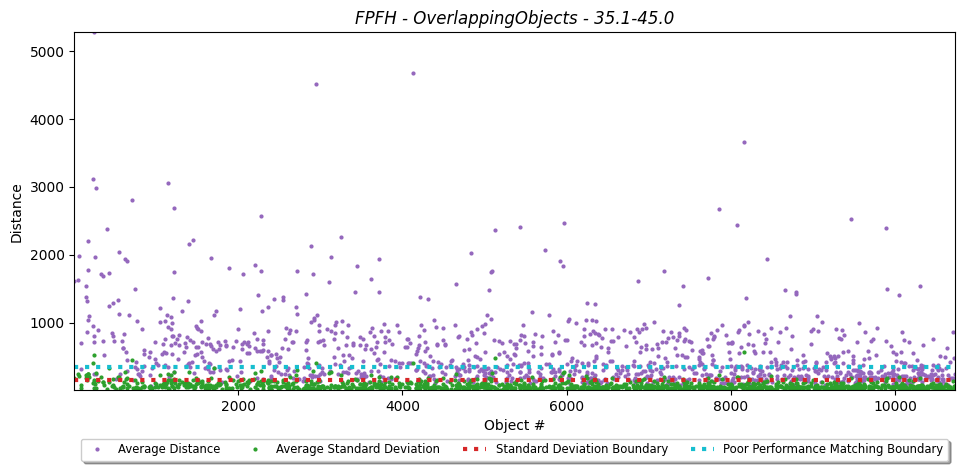 FPFH - OverlappingObjects - 35.1-45.0
5000
4000
3000
2000
1000
Distance
2000 4000 6000 8000 10000
Object #
Average Distance Average Standard Deviation Standard Deviation Boundary Poor Performance Matching Boundary